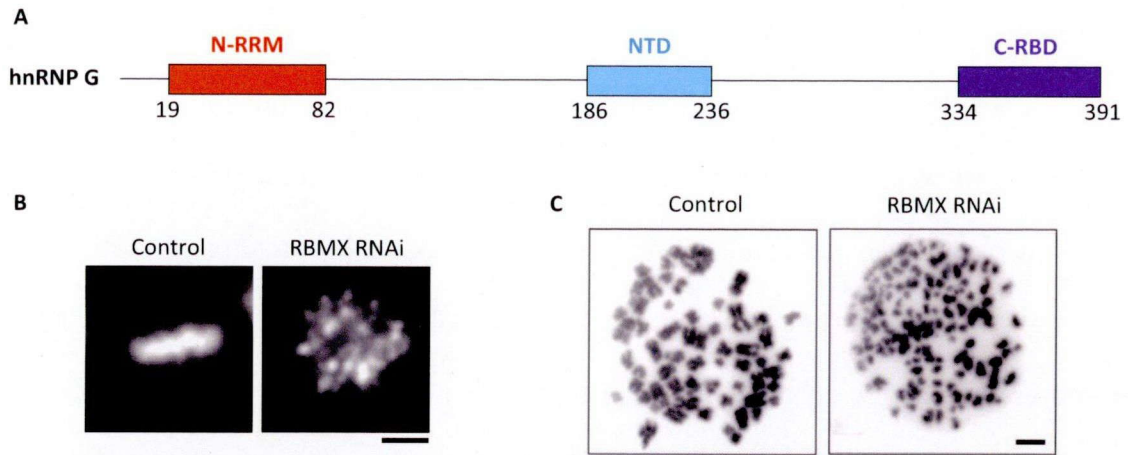 A
N-RRM NTD C-RBD
hnRNP G
19 82 186 236 334 391
B
Control RBMX RNAi
C
Control RBMX RNAi